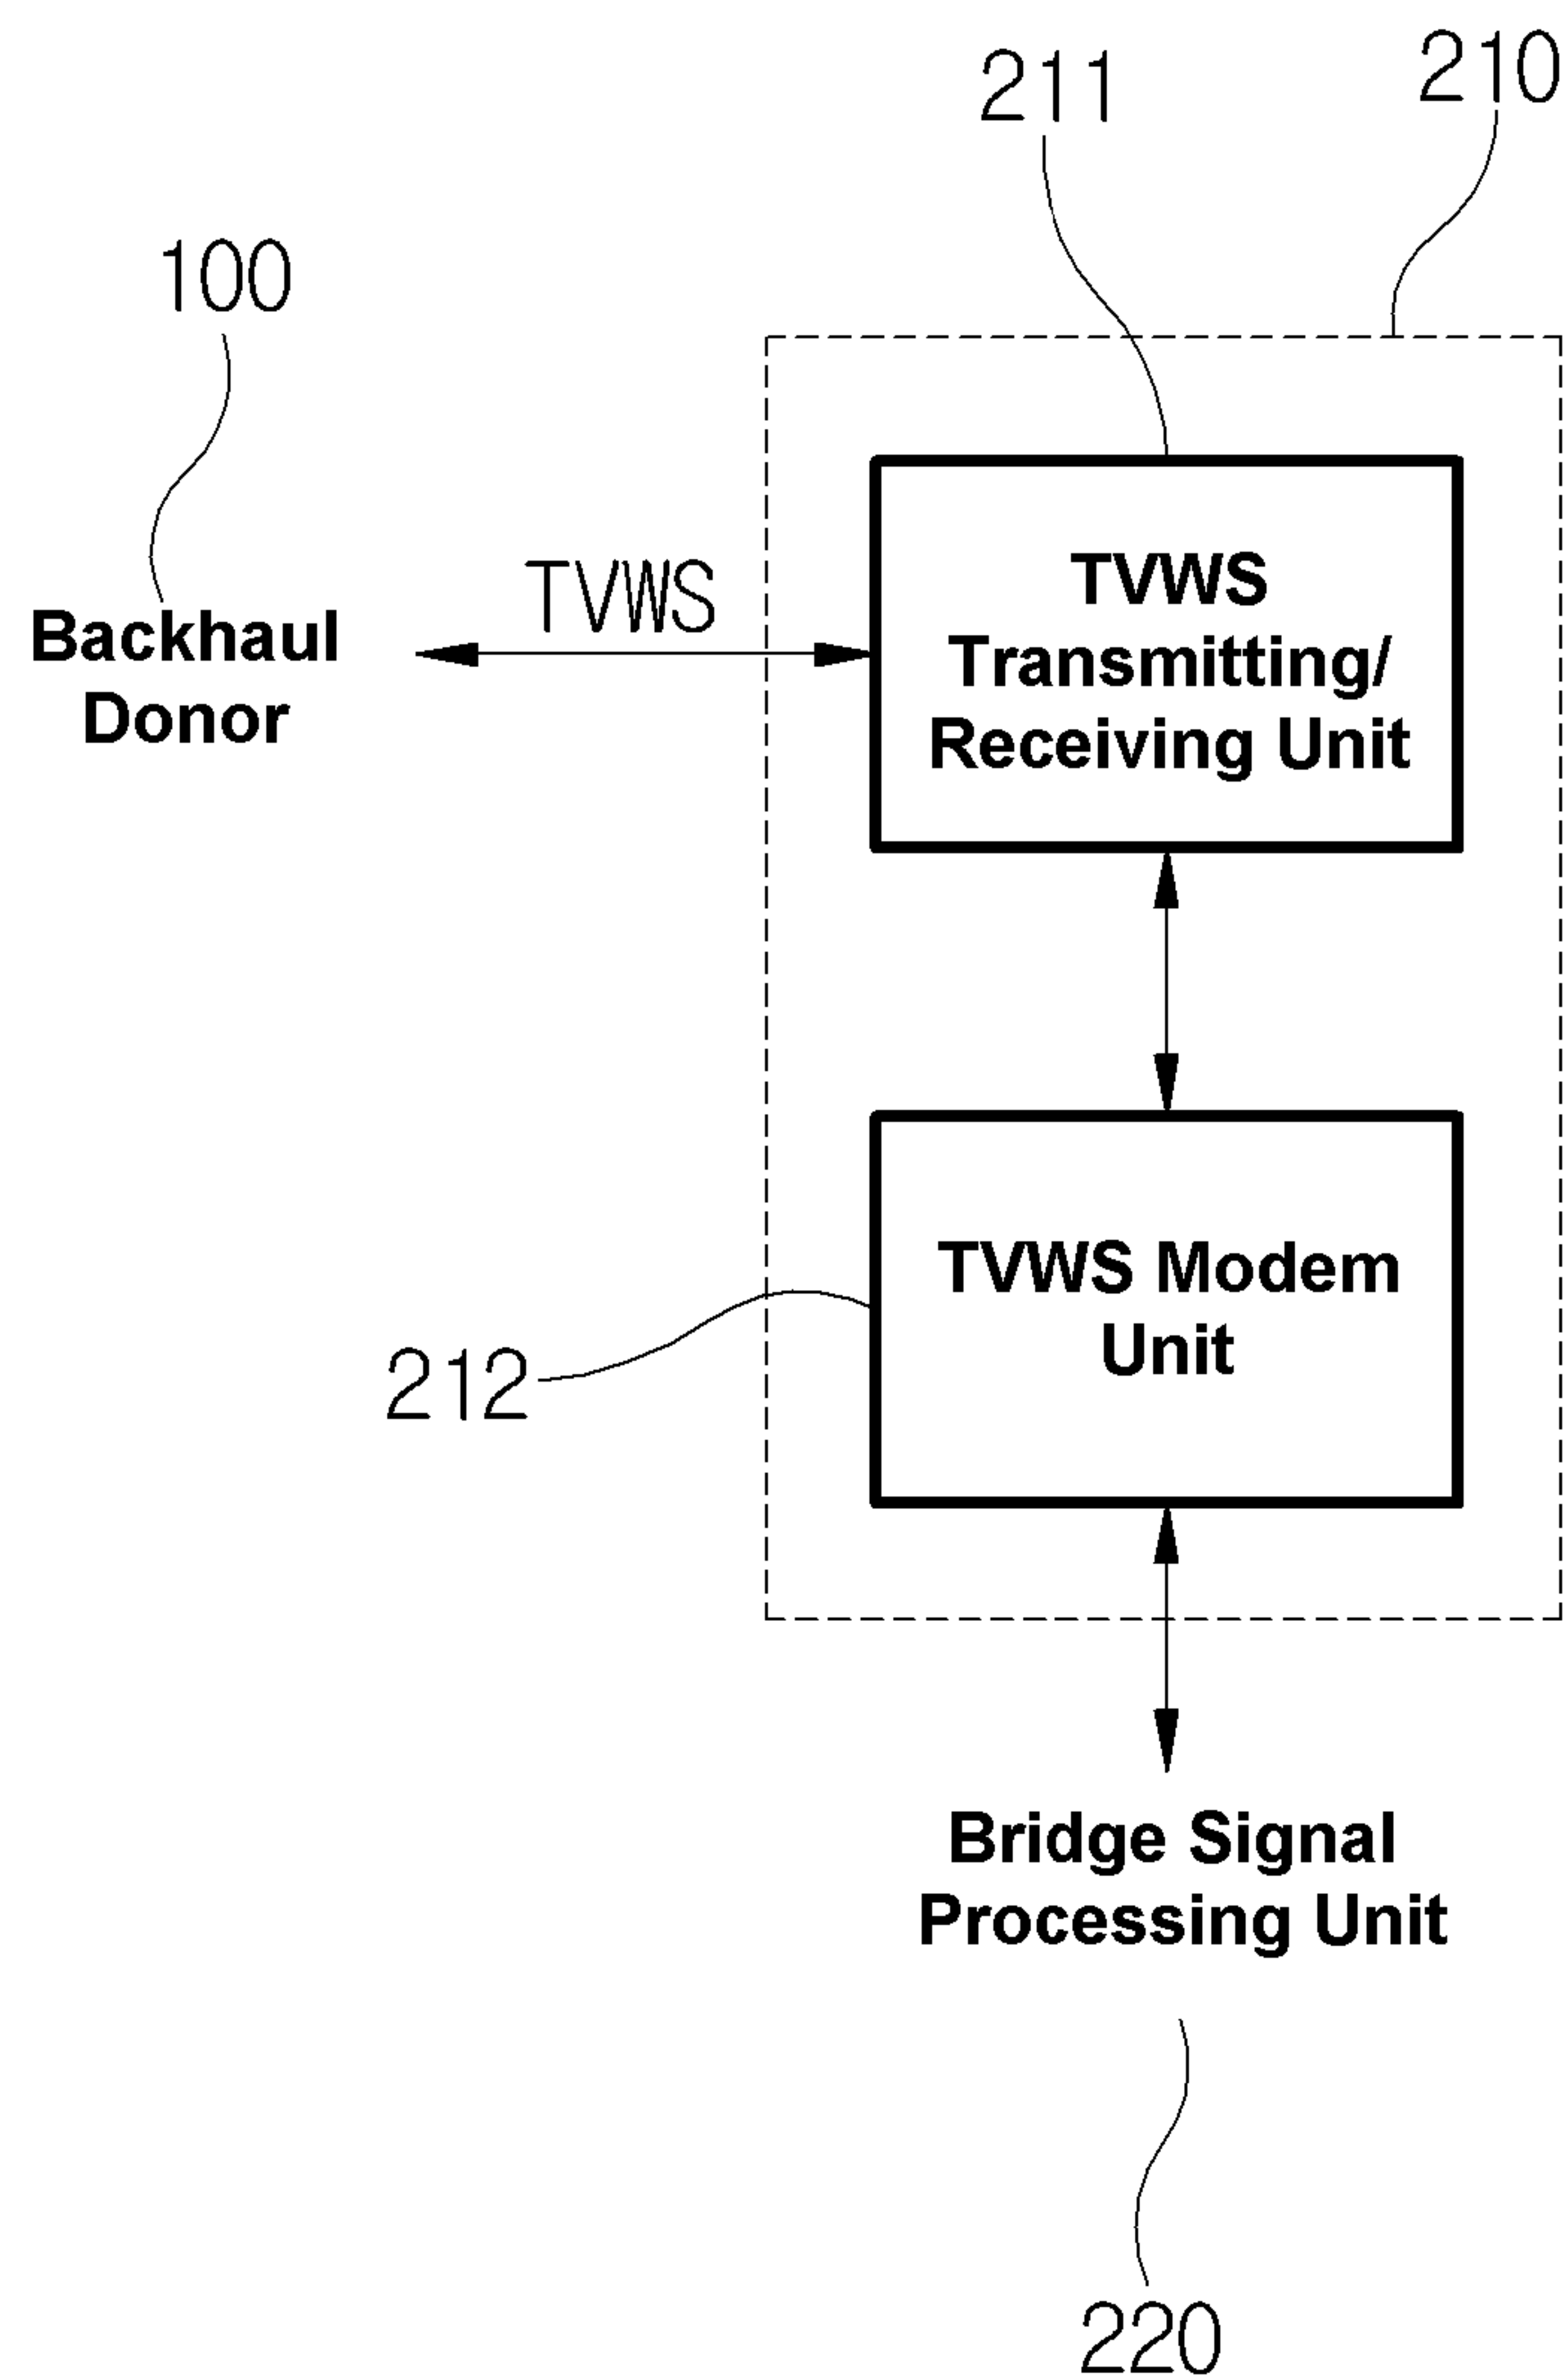 210
211
100
TVWS
Backhaul
Donor
TVWS
Transmitting/
Receiving Unit
TVWS Modem
Unit
212
Bridge Signal
Processing Unit
220